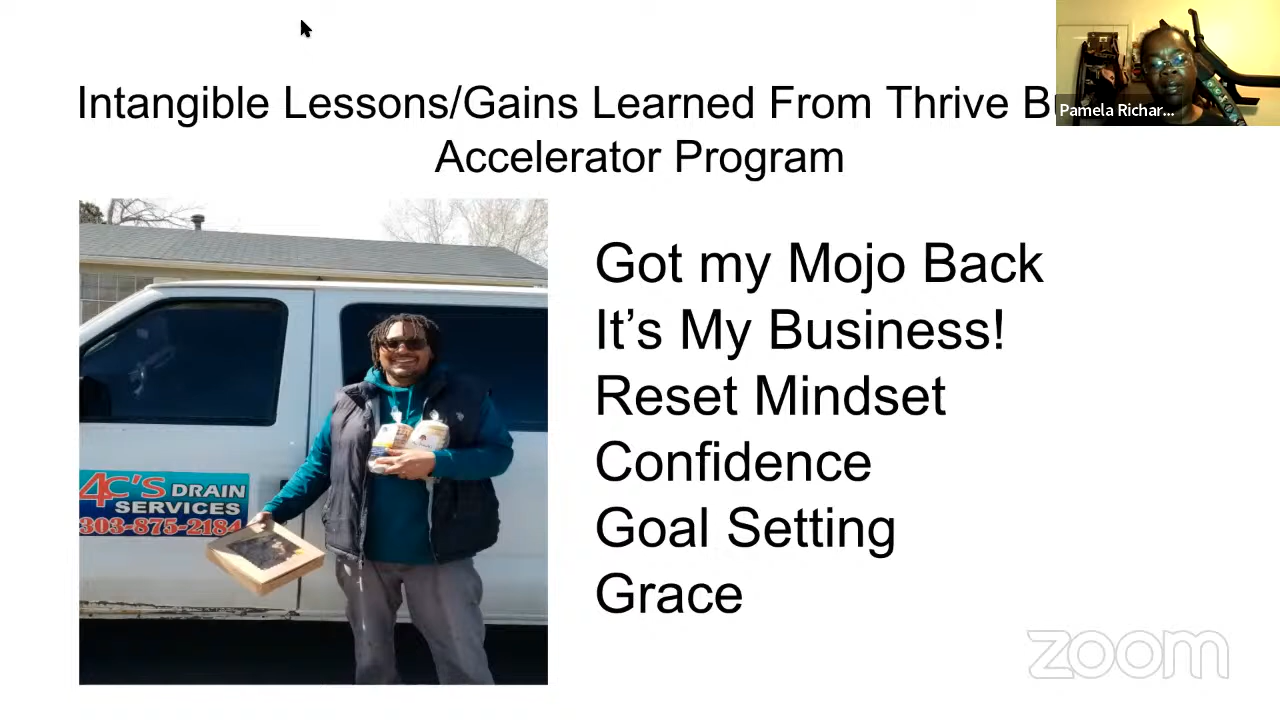 Intangible Lessons/Gains Learned From Thrive
Accelerator Program
Pamela Richar...
Got my Mojo Back
It's My Business!
Reset Mindset
Confidence
Goal Setting
Grace
4C'S DRAIN
SERVICES
303-875-2184
zoom